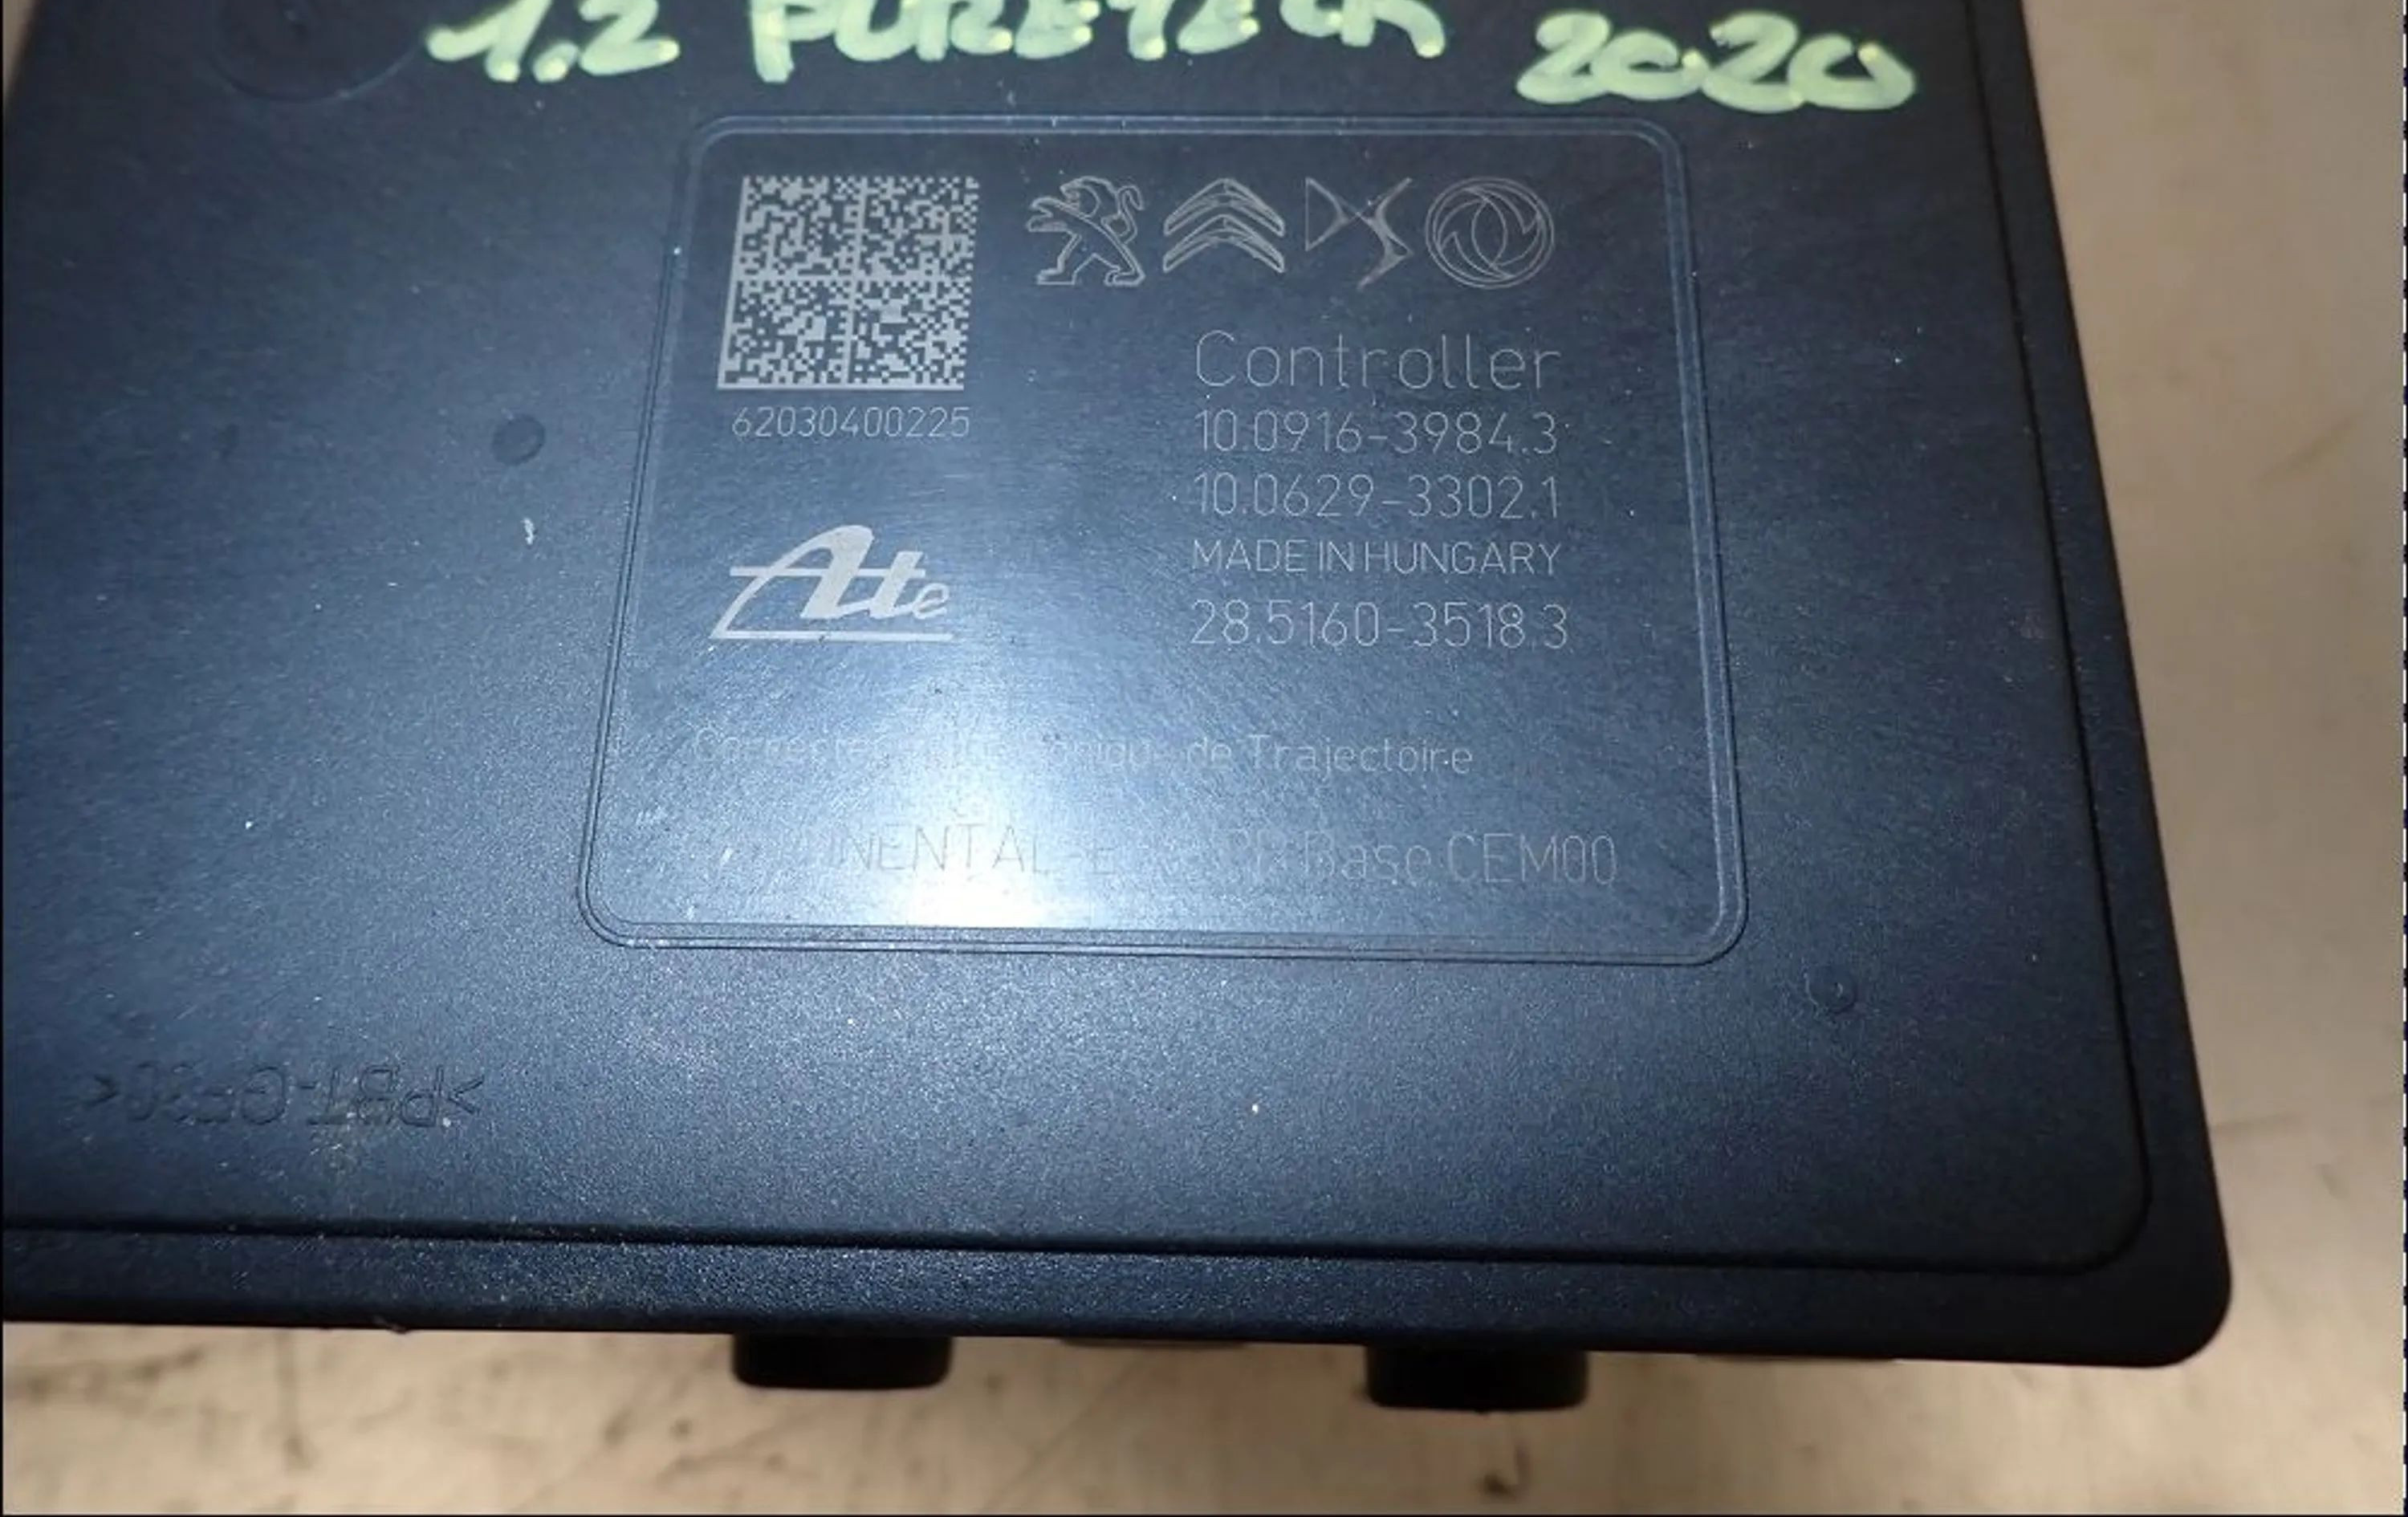 1.2 PURETECH 2020
62030400225
Controller
10.0916-3984.3
10.0629-3302.1
MADE IN HUNGARY
28.5160-3518.3
Ate
de Trajectoire
Base CEM00
>PBT-GF30<